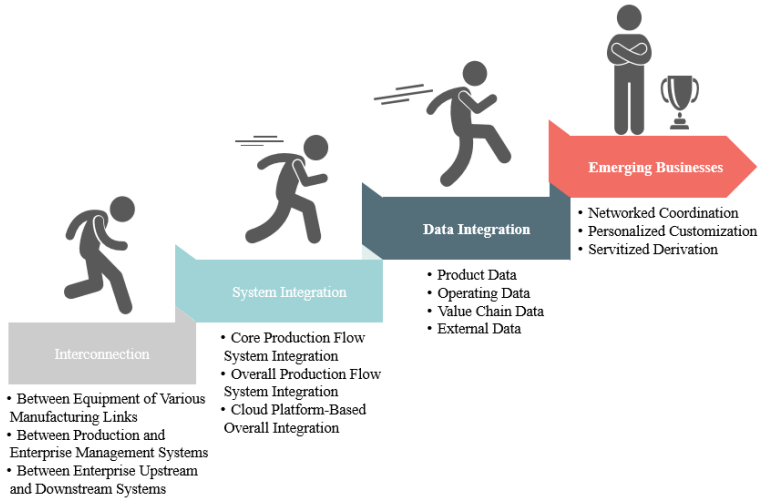 Emerging Businesses
• Networked Coordination
• Personalized Customization
• Servitized Derivation
Data Integration
• Product Data
• Operating Data
• Value Chain Data
• External Data
System Integration
• Core Production Flow
System Integration
• Overall Production Flow
System Integration
• Cloud Platform-Based
Overall Integration
Interconnection
• Between Equipment of Various
Manufacturing Links
• Between Production and
Enterprise Management Systems
• Between Enterprise Upstream
and Downstream Systems